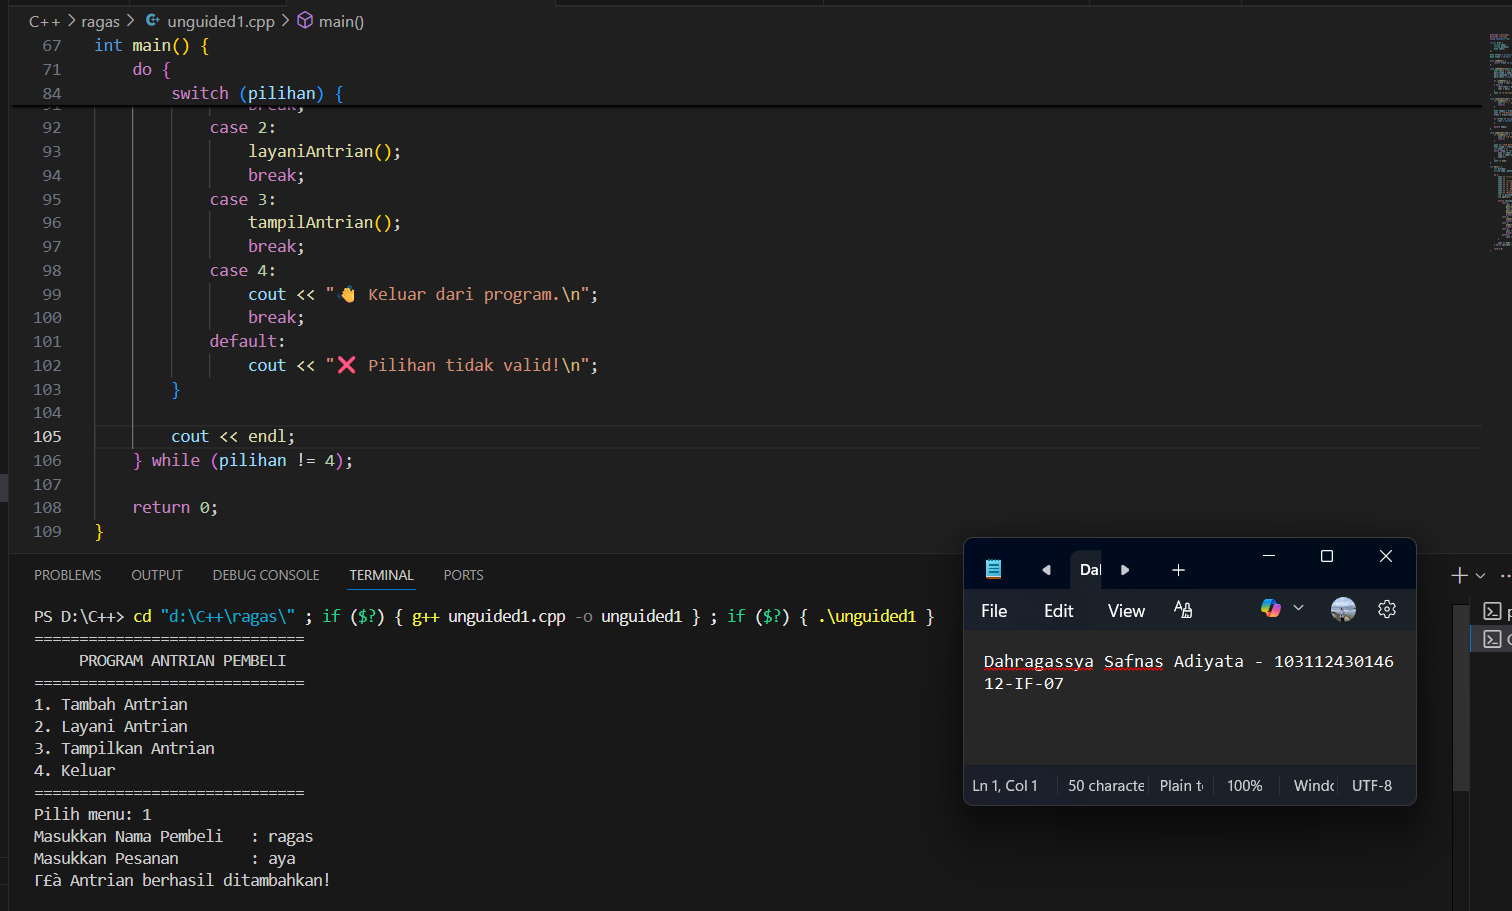 C++ > ragas > unguided1.cpp > main()
67 int main() {
71 do {
84 switch (pilihan) {
91 break;
92 case 2:
93 layaniAntrian();
94 break;
95 case 3:
96 tampilAntrian();
97 break;
98 case 4:
99 cout << "👋 Keluar dari program.\n";
100 break;
101 default:
102 cout << "❌ Pilihan tidak valid!\n";
103 }
104
105 cout << endl;
106 } while (pilihan != 4);
107
108 return 0;
109 }
PROBLEMS OUTPUT DEBUG CONSOLE TERMINAL PORTS
PS D:\C++> cd "d:\C++\ragas\" ; if ($?) { g++ unguided1.cpp -o unguided1 } ; if ($?) { .\unguided1 }
==============================
PROGRAM ANTRIAN PEMBELI
==============================
1. Tambah Antrian
2. Layani Antrian
3. Tampilkan Antrian
4. Keluar
==============================
Pilih menu: 1
Masukkan Nama Pembeli : ragas
Masukkan Pesanan : aya
Γ£à Antrian berhasil ditambahkan!
File Edit View
Dahragassya Safnas Adiyata - 103112430146
12-IF-07
Ln 1, Col 1 50 characte Plain t 100% Windo UTF-8